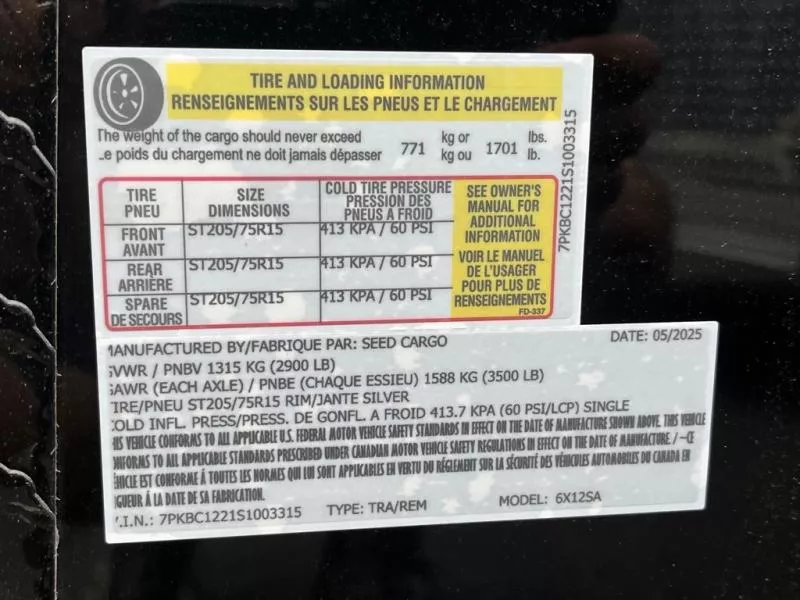 TIRE AND LOADING INFORMATION
RENSEIGNEMENTS SUR LES PNEUS ET LE CHARGEMENT
The weight of the cargo should never exceed 771 kg or 1701 lbs.
Le poids du chargement ne doit jamais dépasser kg ou lb.
TIRE PNEU SIZE DIMENSIONS COLD TIRE PRESSURE PRESSION DES PNEUS A FROID
FRONT AVANT ST205/75R15 413 KPA / 60 PSI
REAR ARRIÈRE ST205/75R15 413 KPA / 60 PSI
SPARE DE SECOURS ST205/75R15 413 KPA / 60 PSI
SEE OWNER'S
MANUAL FOR
ADDITIONAL
INFORMATION
VOIR LE MANUEL
DE L'USAGER
POUR PLUS DE
RENSEIGNEMENTS
FD-337
7PKBC1221S1003315
MANUFACTURED BY/FABRIQUE PAR: SEED CARGO DATE: 05/2025
GVWR / PNBV 1315 KG (2900 LB)
GAWR (EACH AXLE) / PNBE (CHAQUE ESSIEU) 1588 KG (3500 LB)
TIRE/PNEU ST205/75R15 RIM/JANTE SILVER
COLD INFL. PRESS/PRESS. DE GONFL. A FROID 413.7 KPA (60 PSI/LCP) SINGLE
THIS VEHICLE CONFORMS TO ALL APPLICABLE U.S. FEDERAL MOTOR VEHICLE SAFETY STANDARDS IN EFFECT ON THE DATE OF MANUFACTURE SHOWN ABOVE. THIS VEHICLE
CONFORMS TO ALL APPLICABLE STANDARDS PRESCRIBED UNDER CANADIAN MOTOR VEHICLE SAFETY REGULATIONS IN EFFECT ON THE DATE OF MANUFACTURE. / ~CE
VÉHICLE EST CONFORME À TOUTES LES NORMES QUI LUI SONT APPLICABLES EN VERTU DU RÉGLEMENT SUR LA SÉCURITÉ DES VÉHICULES AUTOMOBILES DU CANADA EN
VIGUEUR À LA DATE DE SA FABRICATION.
V.I.N.: 7PKBC1221S1003315 TYPE: TRA/REM MODEL: 6X12SA